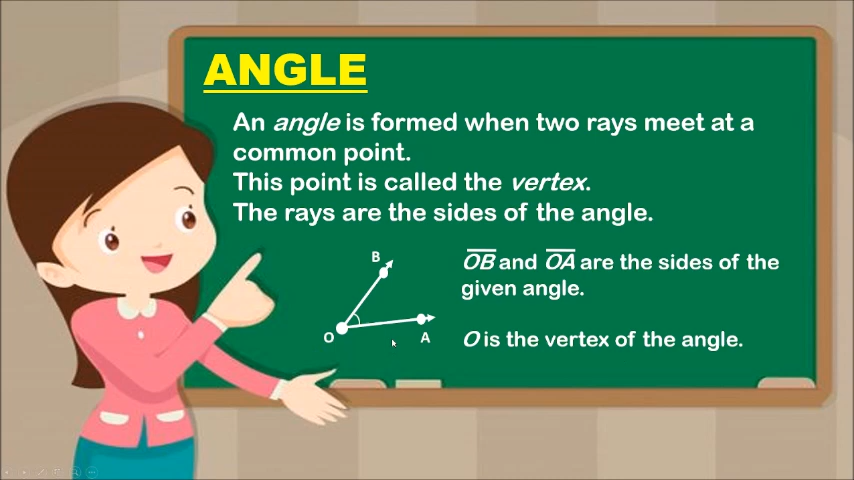 ANGLE
An angle is formed when two rays meet at a
common point.
This point is called the vertex.
The rays are the sides of the angle.
B
O
A
O̅B̅ and O̅A̅ are the sides of the
given angle.
O is the vertex of the angle.